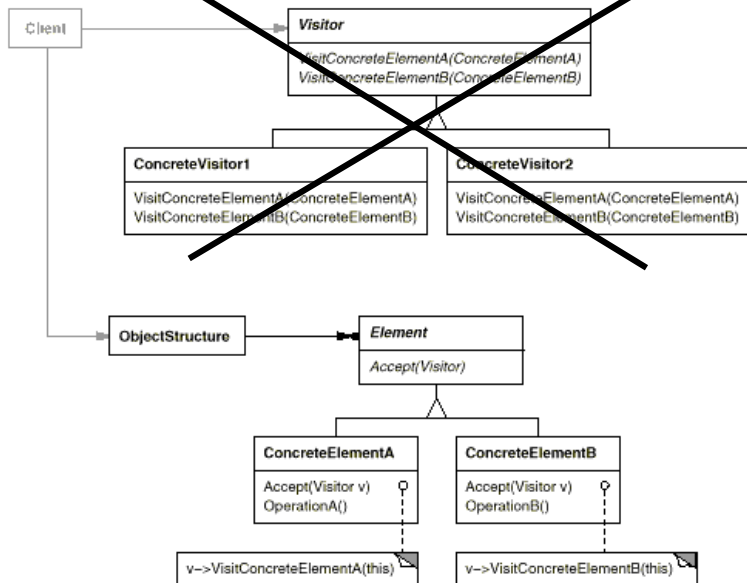 Client
Visitor
VisitConcreteElementA(ConcreteElementA)
VisitConcreteElementB(ConcreteElementB)
ConcreteVisitor1
VisitConcreteElementA(ConcreteElementA)
VisitConcreteElementB(ConcreteElementB)
ConcreteVisitor2
VisitConcreteElementA(ConcreteElementA)
VisitConcreteElementB(ConcreteElementB)
ObjectStructure
Element
Accept(Visitor)
ConcreteElementA
Accept(Visitor v)
OperationA()
ConcreteElementB
Accept(Visitor v)
OperationB()
v->VisitConcreteElementA(this)
v->VisitConcreteElementB(this)